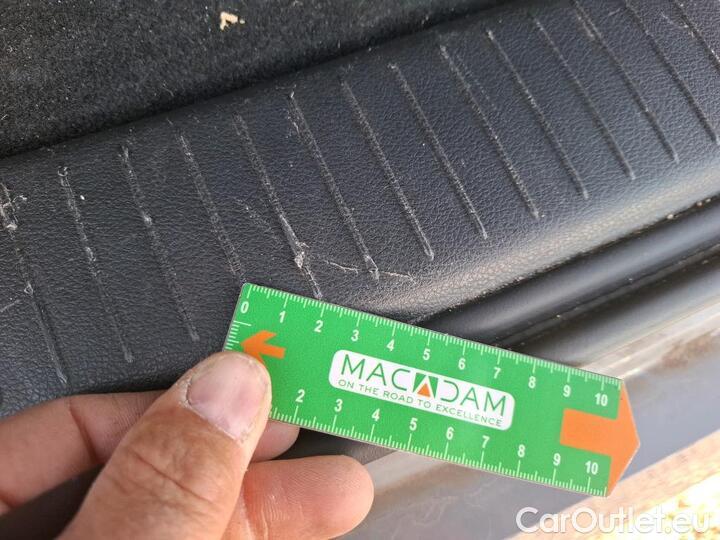 0 1 2 3 4 5 6 7 8 9 10
MACADAM
ON THE ROAD TO EXCELLENCE
2 3 4 5 6 7 8 9 10
CarOutlet.eu